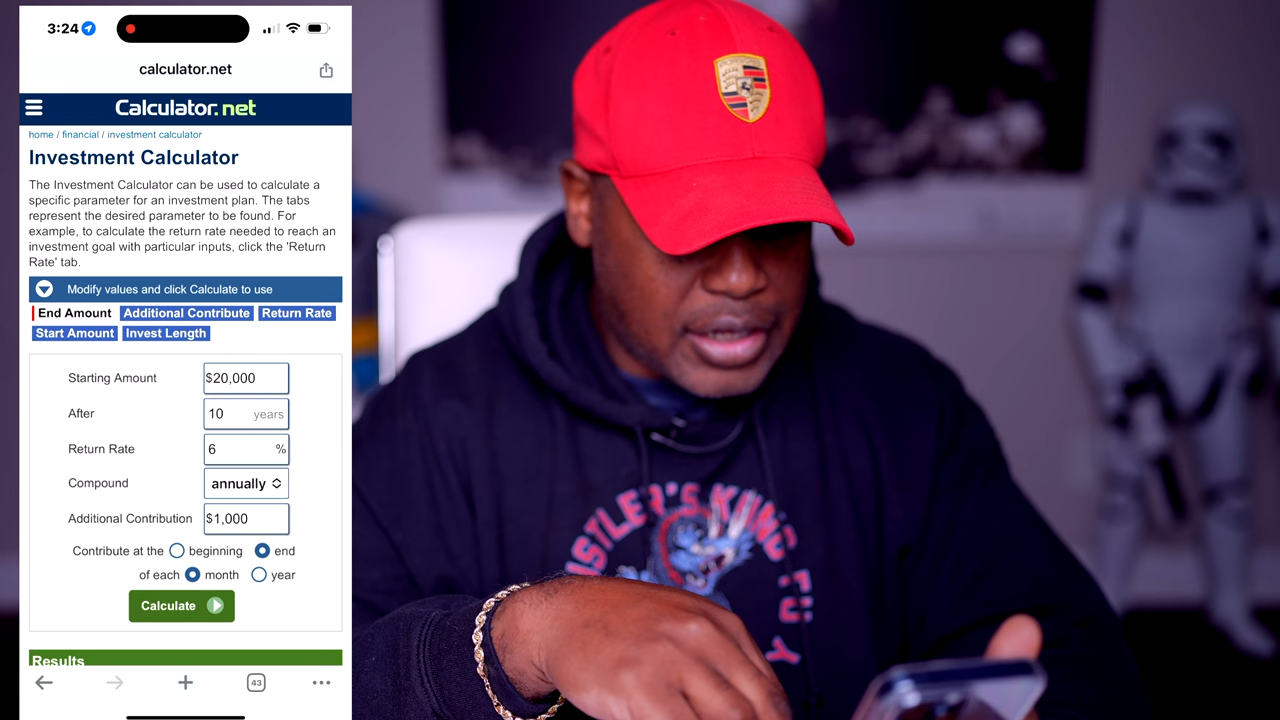 3:24
calculator.net
Calculator.net
home / financial / investment calculator
Investment Calculator
The Investment Calculator can be used to calculate a
specific parameter for an investment plan. The tabs
represent the desired parameter to be found. For
example, to calculate the return rate needed to reach an
investment goal with particular inputs, click the 'Return
Rate' tab.
Modify values and click Calculate to use
End Amount Additional Contribute Return Rate
Start Amount Invest Length
Starting Amount $20,000
After 10 years
Return Rate 6 %
Compound annually
Additional Contribution $1,000
Contribute at the beginning end
of each month year
Calculate
Results
43
KUNG FU